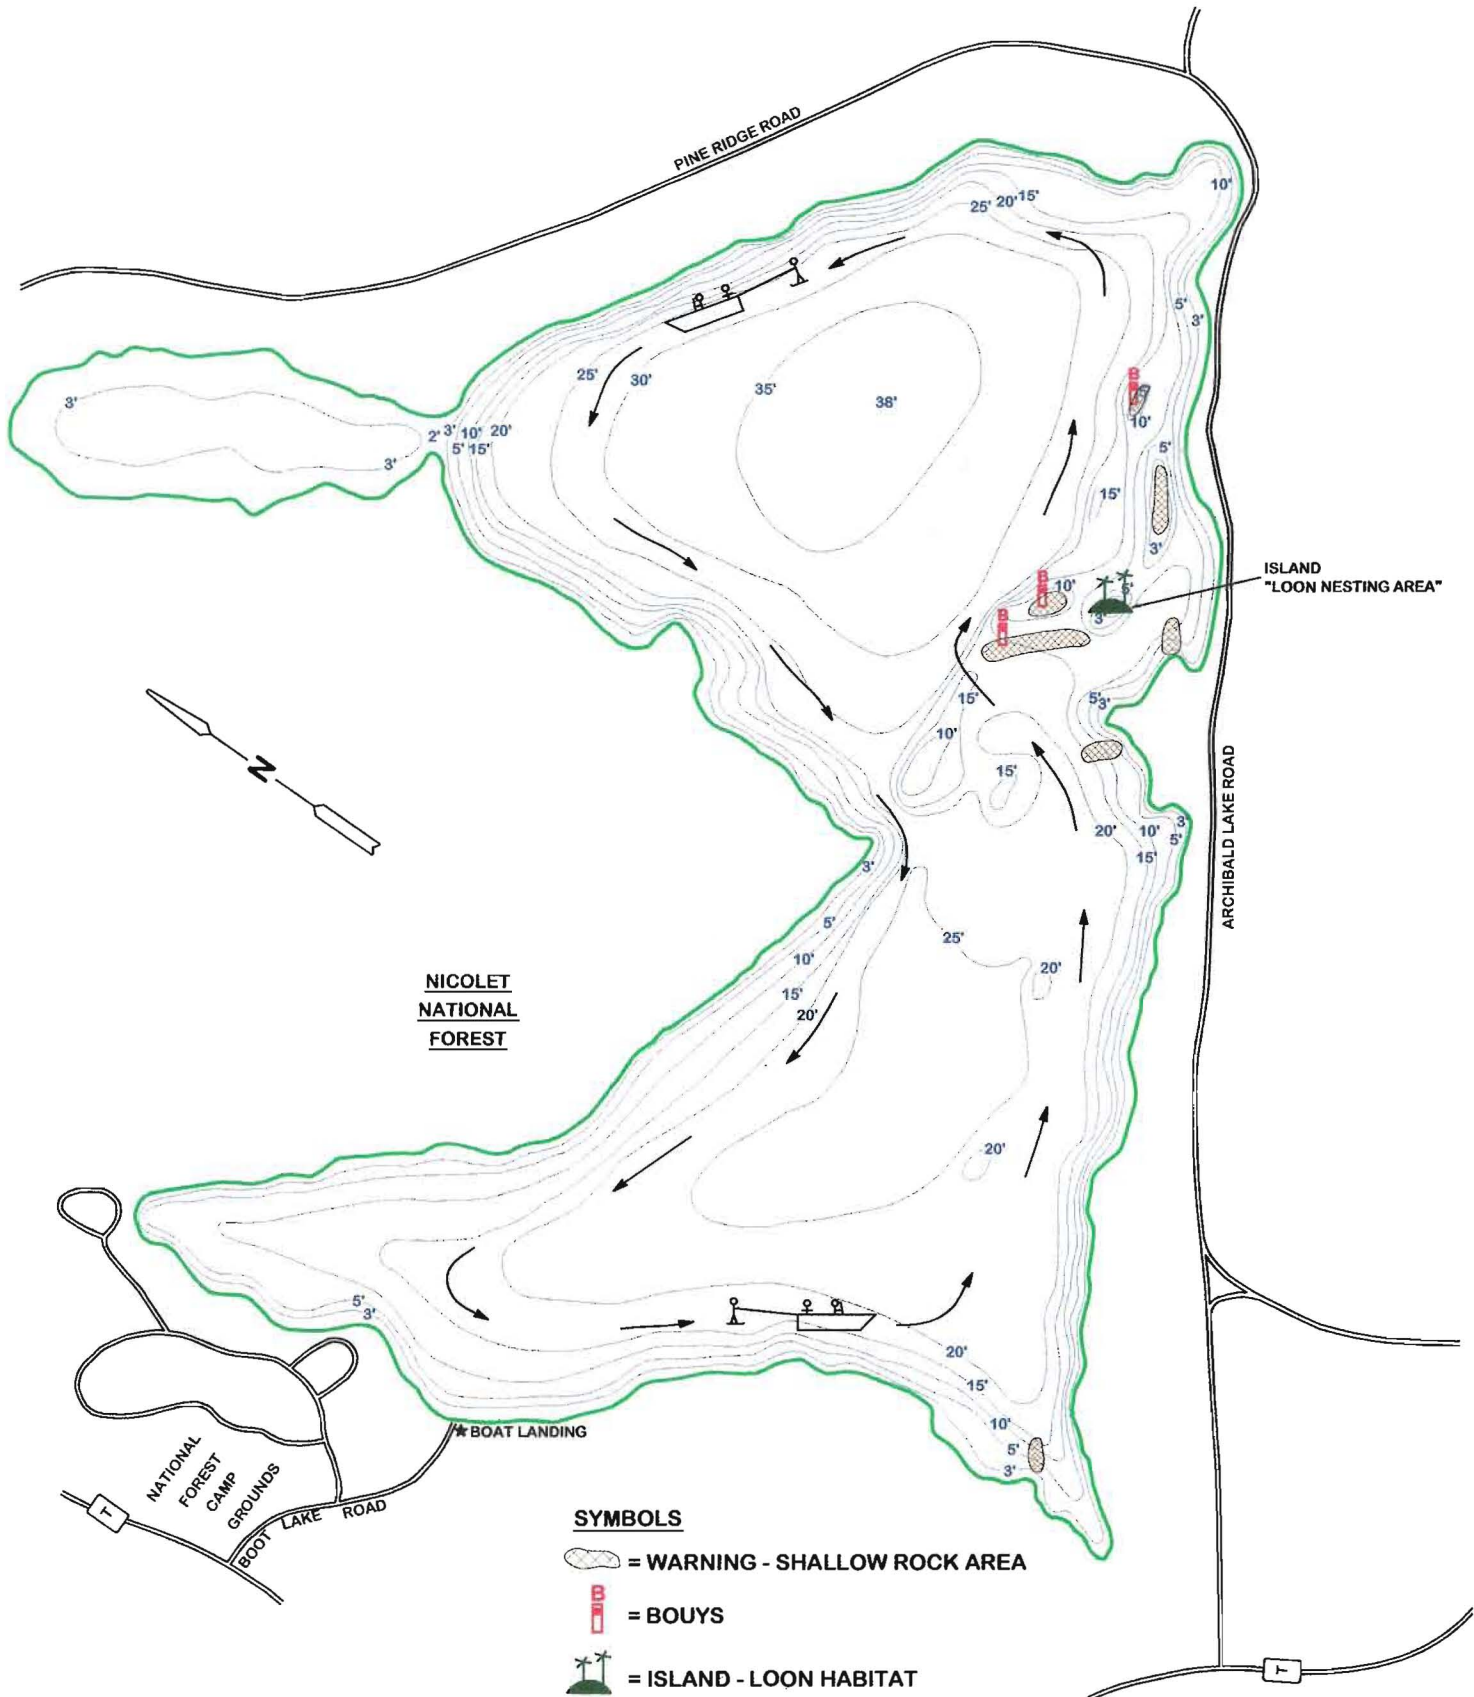 PINE RIDGE ROAD
10'
25' 20' 15'
5'
3'
25'
30'
35'
38'
B
10'
3'
2' 3' 10' 20'
5' 15'
3'
5'
15'
3'
ISLAND
"LOON NESTING AREA"
B
10'
5'
3'
B
15'
5' 3'
10'
15'
N
ARCHIBALD LAKE ROAD
20' 10' 3'
5'
15'
3'
5'
25'
10'
20'
15'
20'
NICOLET
NATIONAL
FOREST
20'
5'
3'
20'
15'
10'
5'
3'
BOAT LANDING
NATIONAL
FOREST
CAMP
GROUNDS
T
BOOT LAKE ROAD
SYMBOLS
= WARNING - SHALLOW ROCK AREA
B
= BOUYS
= ISLAND - LOON HABITAT
T